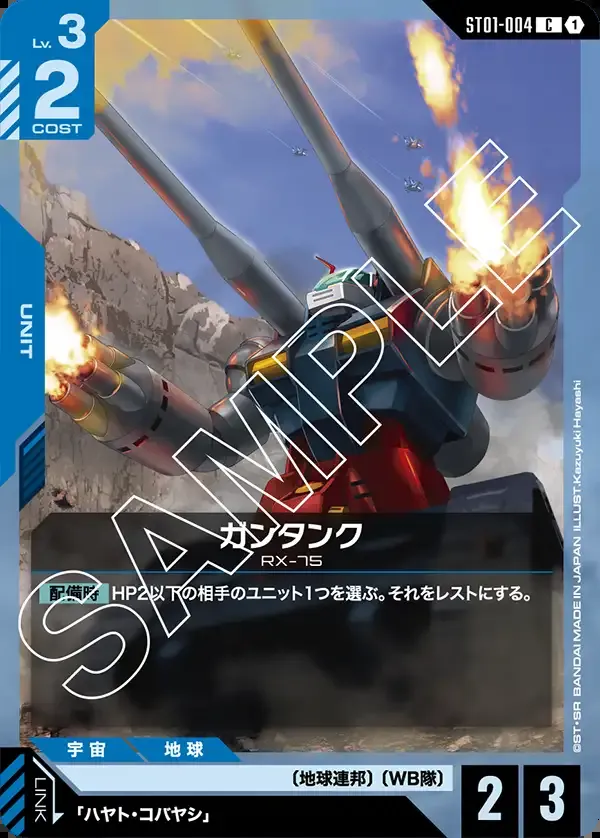 ST01-004 C 1
Lv. 3
2
COST
UNIT
SAMPLE
ガンタンク
RX-75
配備時 HP2以下の相手のユニット1つを選ぶ。それをレストにする。
©ST・SR BANDAI MADE IN JAPAN ILLUST.Kazuyuki Hayashi
宇宙 地球
〔地球連邦〕〔WB隊〕
LINK
「ハヤト・コバヤシ」
2 3